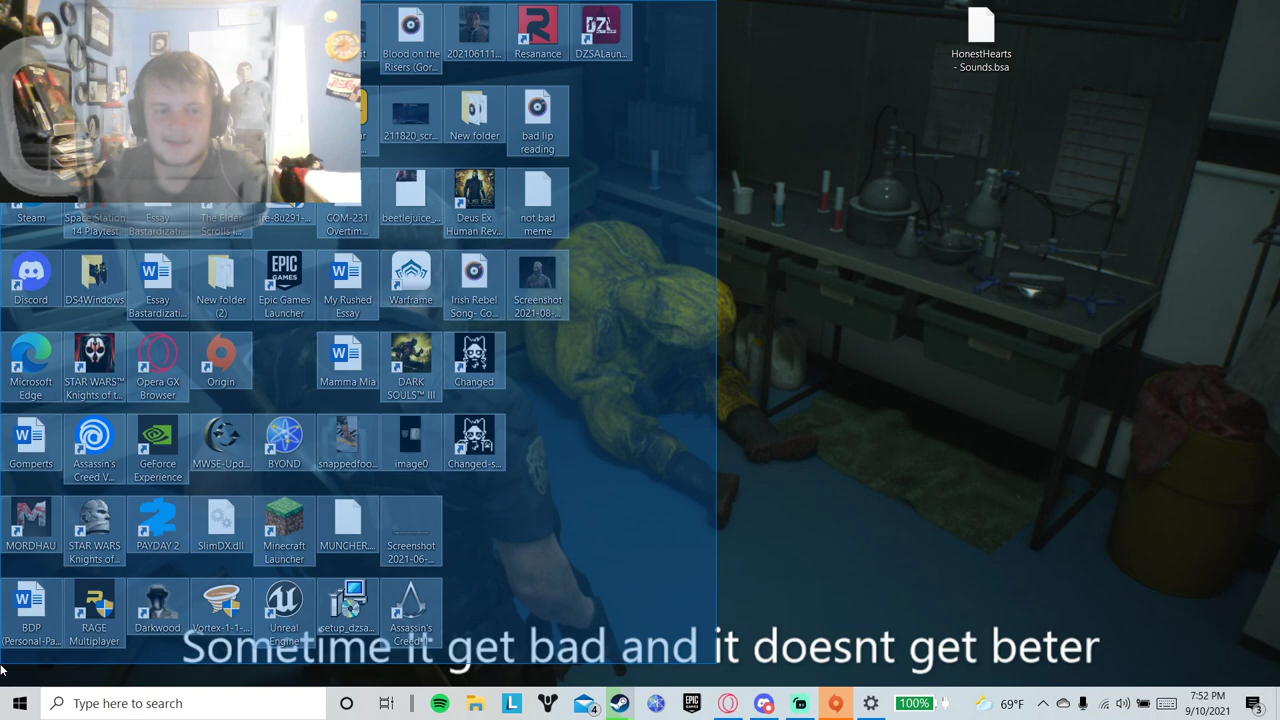 Blood on the
Risers (Gor...
202106111...
Resanance
DZSALaun...
HonestHearts
- Sounds.bsa
211820_scr...
New folder
bad lip
reading
Steam
Space Station
14 Playtest
Essay
Bastardizati...
The Elder
Scrolls
jre-8u291-...
COM-231
Overtim...
beetlejuice_...
Deus Ex
Human Rev...
not bad
meme
Discord
DS4Windows
Essay
Bastardizati...
New folder
(2)
Epic Games
Launcher
My Rushed
Essay
Warframe
Irish Rebel
Song- Co...
Screenshot
2021-08-...
Microsoft
Edge
STAR WARS™
Knights of t...
Opera GX
Browser
Origin
Mamma Mia
DARK
SOULS™ III
Changed
Gomperts
Assassin's
Creed V...
GeForce
Experience
MWSE-Upd...
BYOND
snappedfoo...
image0
Changed-s...
MORDHAU
STAR WARS
Knights of...
PAYDAY 2
SlimDX.dll
Minecraft
Launcher
MUNCHER....
Screenshot
2021-06-...
BDP
(Personal-Pa...
RAGE
Multiplayer
Darkwood
Vortex-1-1-...
Unreal
Engine
setup_dzsa...
Assassin's
Creed II
Sometime it get bad and it doesnt get beter
Type here to search
100%
69°F
7:52 PM
9/10/2021